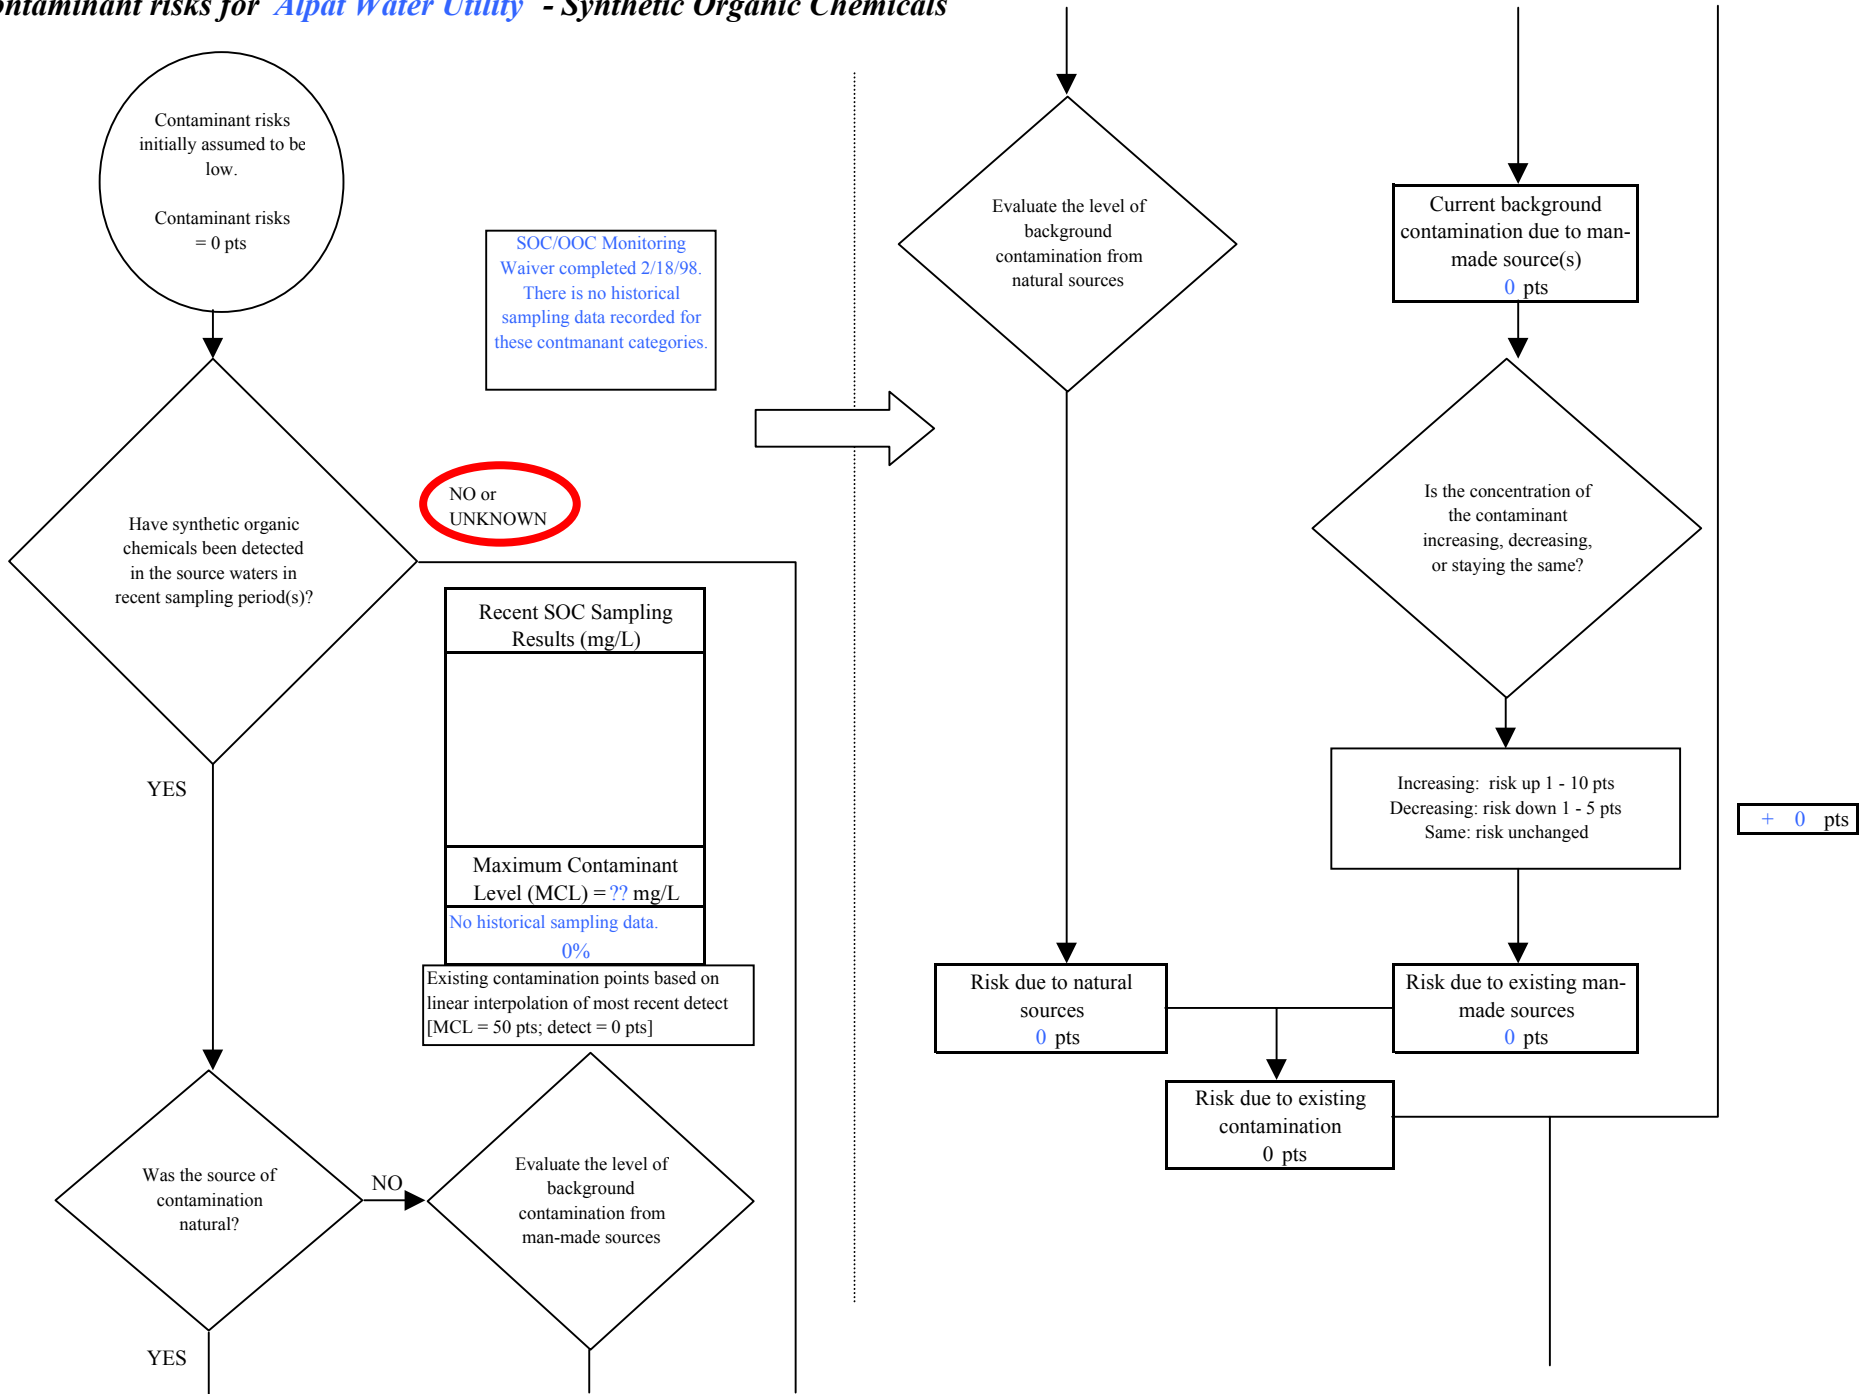 ontaminant risks for Alpat Water Utility - Synthetic Organic Chemicals
Contaminant risks
initially assumed to be
low.
Contaminant risks
= 0 pts
SOC/OOC Monitoring
Waiver completed 2/18/98.
There is no historical
sampling data recorded for
these contmanant categories.
Have synthetic organic
chemicals been detected
in the source waters in
recent sampling period(s)?
NO or
UNKNOWN
YES
Recent SOC Sampling
Results (mg/L)
Maximum Contaminant
Level (MCL) = ?? mg/L
No historical sampling data.
0%
Existing contamination points based on
linear interpolation of most recent detect
[MCL = 50 pts; detect = 0 pts]
Was the source of
contamination
natural?
NO
YES
Evaluate the level of
background
contamination from
man-made sources
Evaluate the level of
background
contamination from
natural sources
Current background
contamination due to man-
made source(s)
0 pts
Is the concentration of
the contaminant
increasing, decreasing,
or staying the same?
Increasing: risk up 1 - 10 pts
Decreasing: risk down 1 - 5 pts
Same: risk unchanged
+ 0 pts
Risk due to natural
sources
0 pts
Risk due to existing man-
made sources
0 pts
Risk due to existing
contamination
0 pts